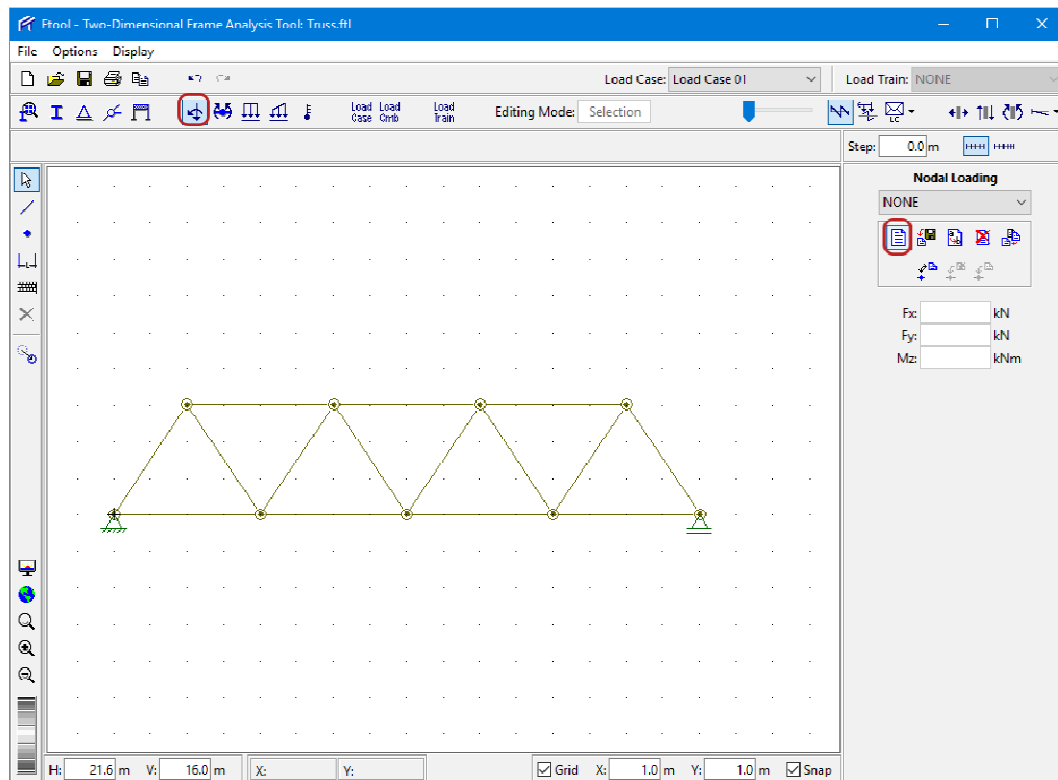 Ftool - Two-Dimensional Frame Analysis Tool: Truss.ftl
File Options Display
Load Case: Load Case 01 Load Train: NONE
Load Case Load Cmb Load Train Editing Mode: Selection LC
Step: 0.0 m
Nodal Loading
NONE
Fx: kN
Fy: kN
Mz: kNm
H: 21.6 m V: 16.0 m X: Y: Grid X: 1.0 m Y: 1.0 m Snap